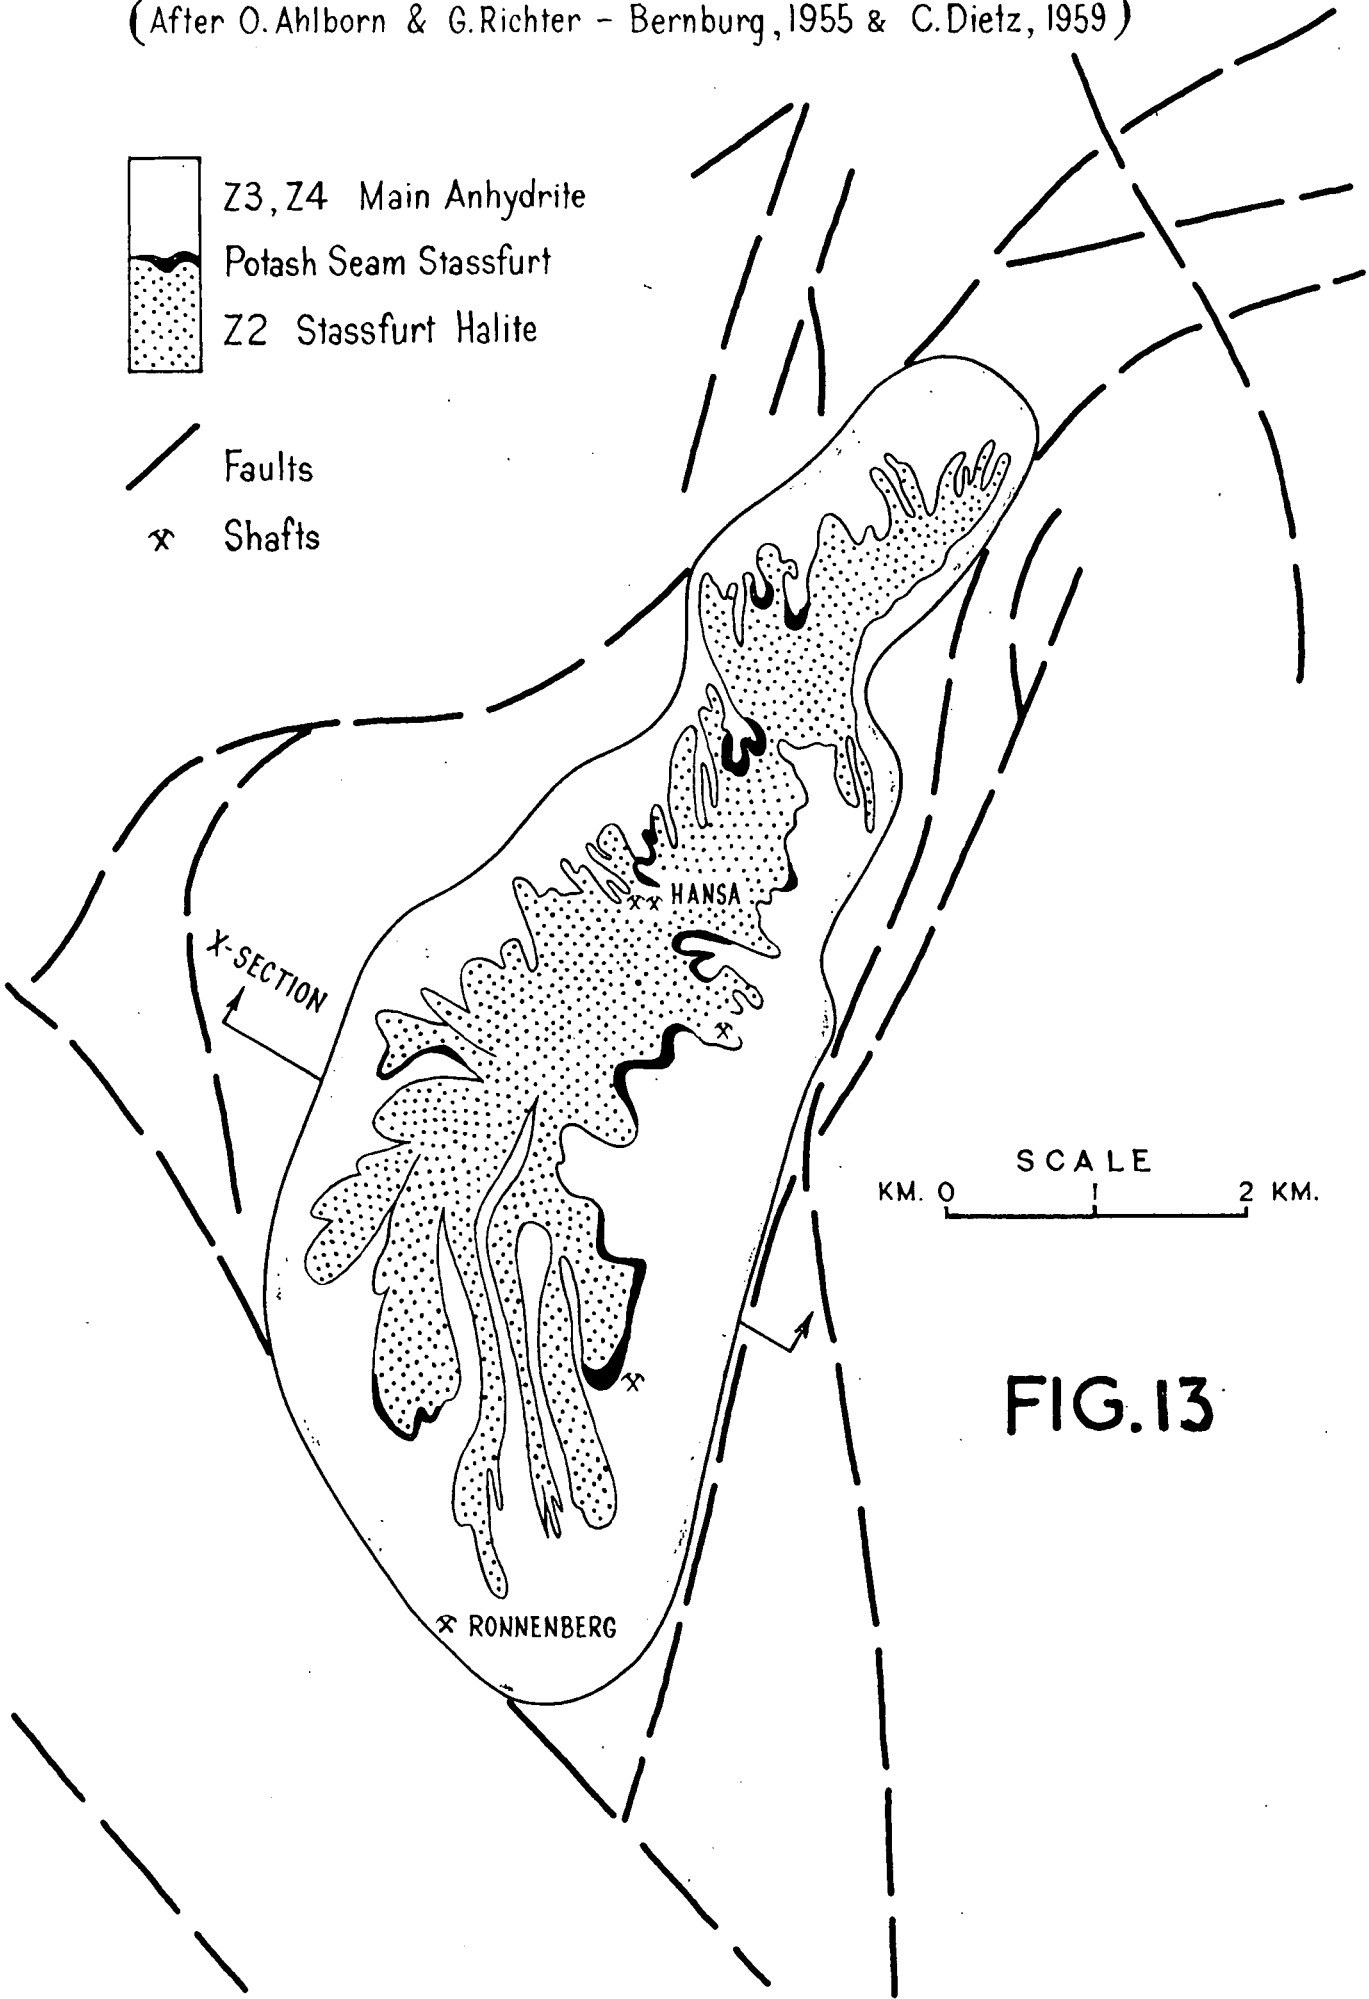 (After O. Ahlborn & G. Richter - Bernburg, 1955 & C. Dietz, 1959)
Z3, Z4 Main Anhydrite
Potash Seam Stassfurt
Z2 Stassfurt Halite
Faults
Shafts
HANSA
X-SECTION
SCALE
KM. 0 1 2 KM.
FIG. 13
RONNENBERG